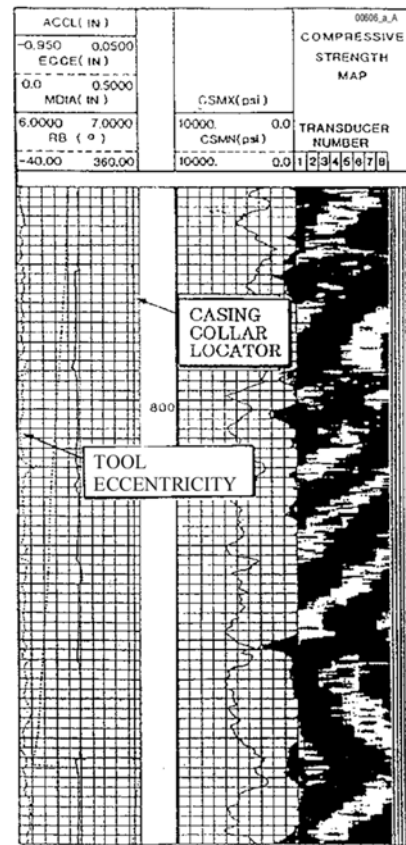 00606_a_A
ACCL( IN )
-0.950 0.0500
ECCE( IN )
0.0 0.5000
MDIA( IN )
6.0000 7.0000
RB ( º )
-40.00 360.00
CSMX(psi)
10000. 0.0
CSMN(psi)
10000. 0.0
COMPRESSIVE
STRENGTH
MAP
TRANSDUCER
NUMBER
1 2 3 4 5 6 7 8
CASING
COLLAR
LOCATOR
800
TOOL
ECCENTRICITY